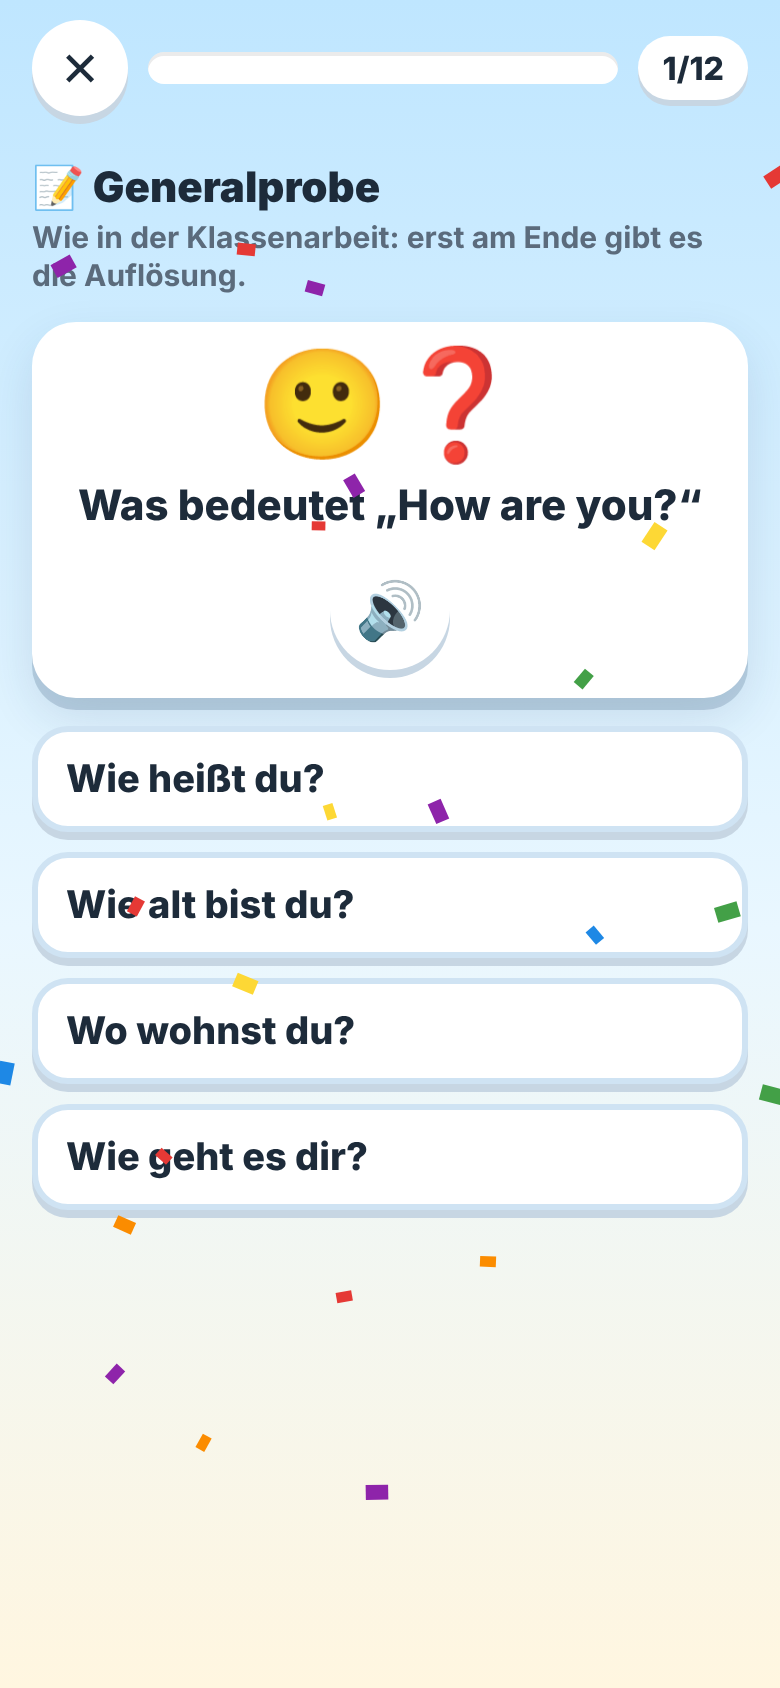 1/12
Generalprobe
Wie in der Klassenarbeit: erst am Ende gibt es
die Auflösung.
Was bedeutet „How are you?“
Wie heißt du?
Wie alt bist du?
Wo wohnst du?
Wie geht es dir?